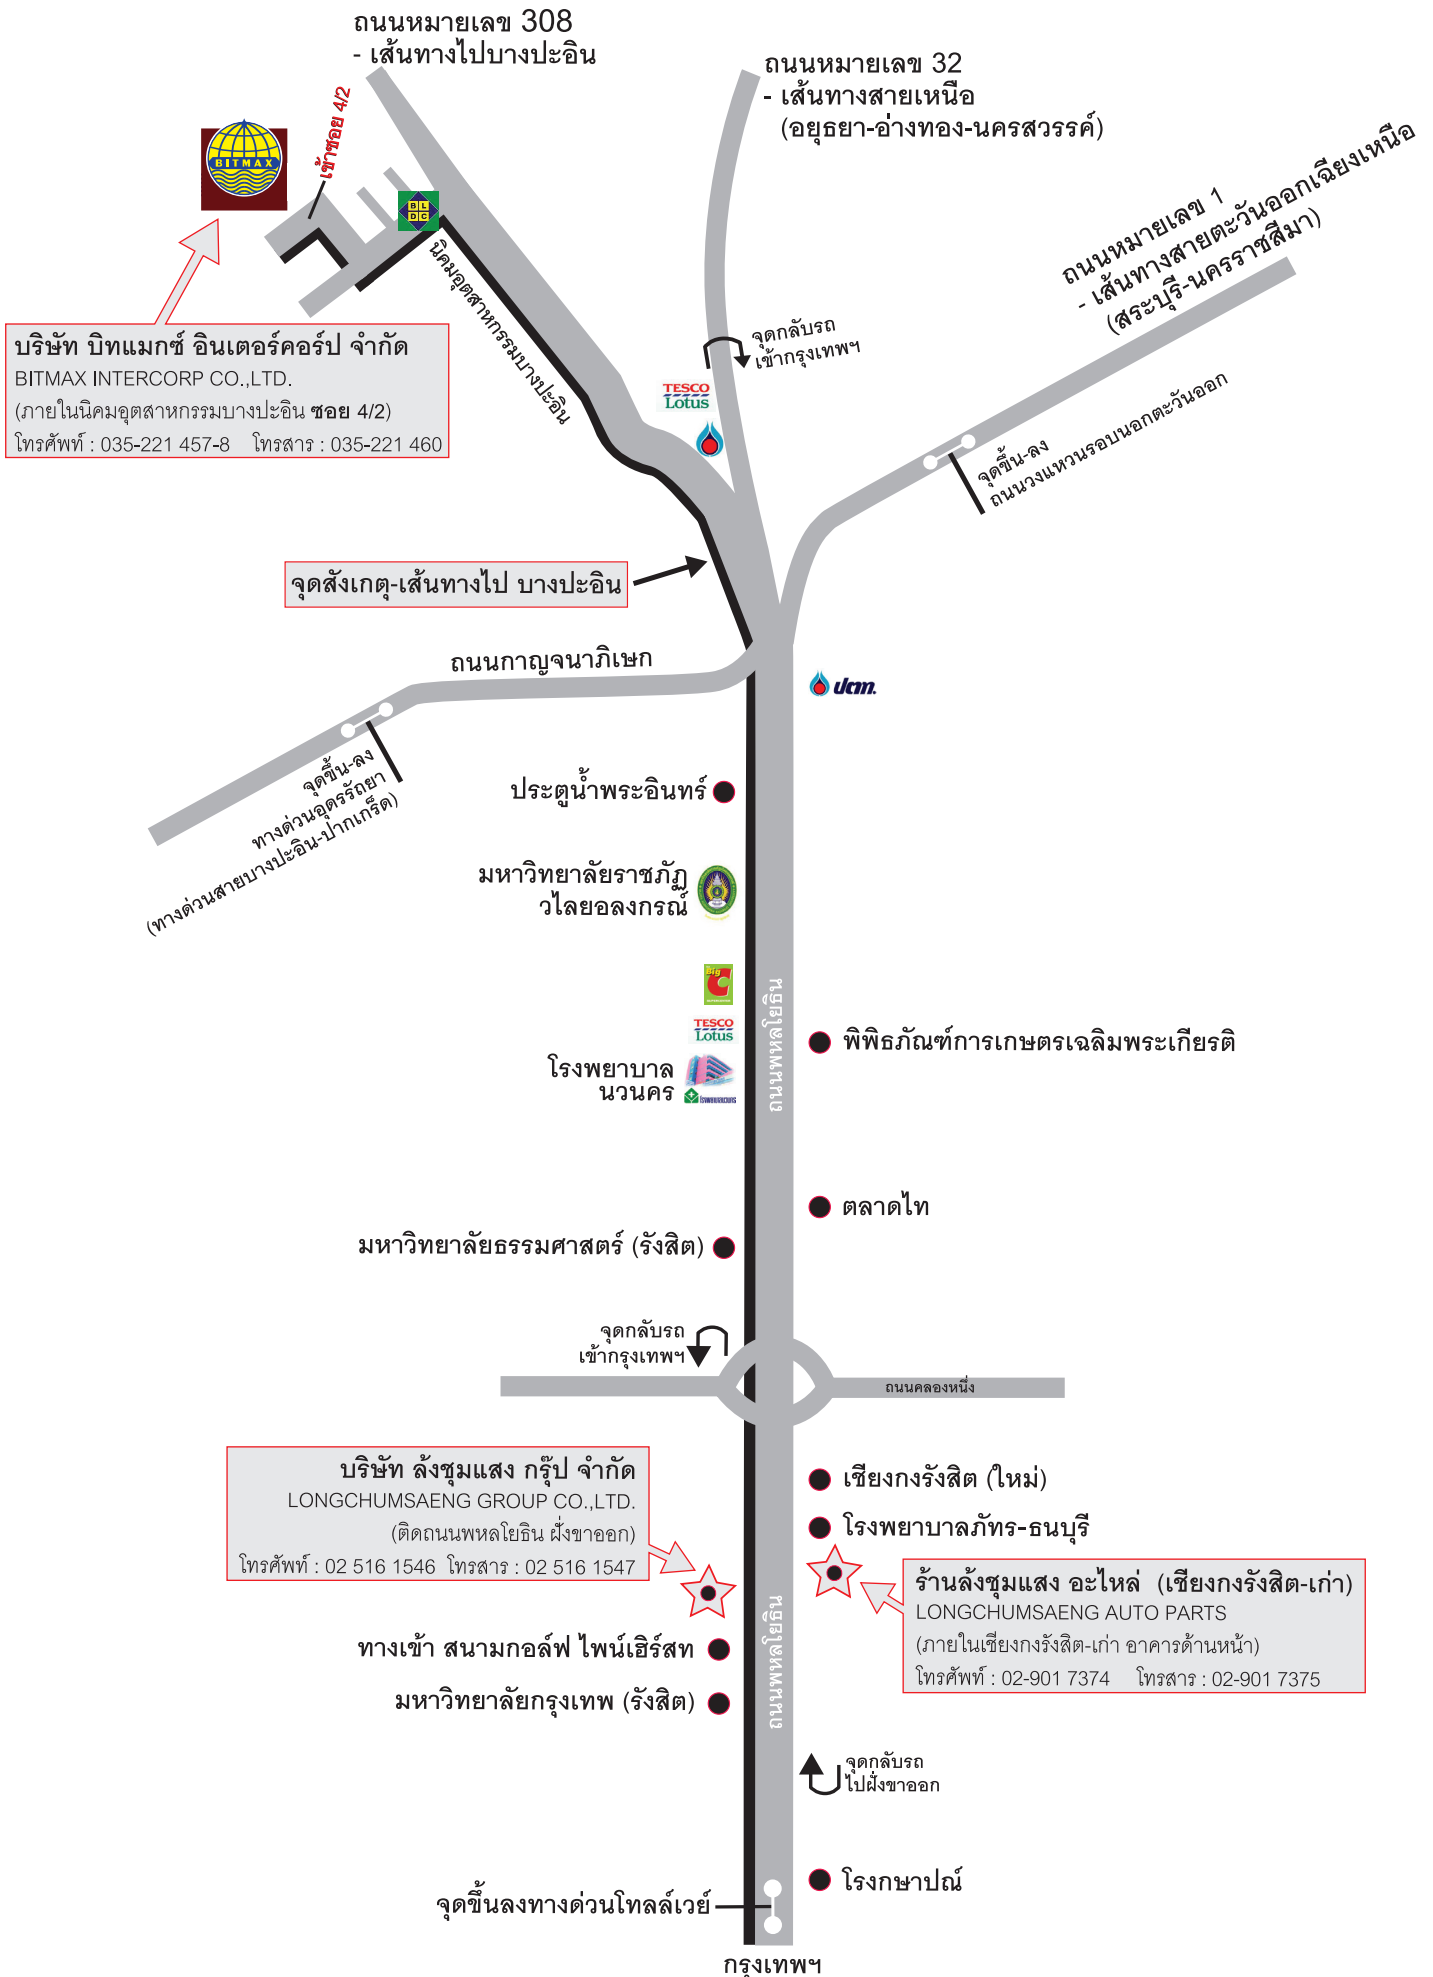 ถนนหมายเลข 308
- เส้นทางไปบางปะอิน
ถนนหมายเลข 32
- เส้นทางสายเหนือ
(อยุธยา-อ่างทอง-นครสวรรค์)
เข้าซอย 4/2
BITMAX
BL
DC
ถนนหมายเลข 1
- เส้นทางสายตะวันออกเฉียงเหนือ
(สระบุรี-นครราชสีมา)
นิคมอุตสาหกรรมบางปะอิน
บริษัท บิทแมกซ์ อินเตอร์คอร์ป จำกัด
BITMAX INTERCORP CO.,LTD.
(ภายในนิคมอุตสาหกรรมบางปะอิน ซอย 4/2)
โทรศัพท์ : 035-221 457-8 โทรสาร : 035-221 460
จุดกลับรถ
เข้ากรุงเทพฯ
TESCO
Lotus
จุดขึ้น-ลง
ถนนวงแหวนรอบนอกตะวันออก
จุดสังเกตุ-เส้นทางไป บางปะอิน
ถนนกาญจนาภิเษก
ปตท.
จุดขึ้น-ลง
ทางด่วนอุดรรัถยา
(ทางด่วนสายบางปะอิน-ปากเกร็ด)
ประตูน้ำพระอินทร์
มหาวิทยาลัยราชภัฏ
วไลยอลงกรณ์
Big
C
TESCO
Lotus
ถนนพหลโยธิน
พิพิธภัณฑ์การเกษตรเฉลิมพระเกียรติ
โรงพยาบาล
นวนคร
โรงพยาบาลนวนคร
ตลาดไท
มหาวิทยาลัยธรรมศาสตร์ (รังสิต)
จุดกลับรถ
เข้ากรุงเทพฯ
ถนนคลองหนึ่ง
บริษัท ล้งชุมแสง กรุ๊ป จำกัด
LONGCHUMSAENG GROUP CO.,LTD.
(ติดถนนพหลโยธิน ฝั่งขาออก)
โทรศัพท์ : 02 516 1546 โทรสาร : 02 516 1547
เชียงกงรังสิต (ใหม่)
โรงพยาบาลภัทร-ธนบุรี
ร้านล้งชุมแสง อะไหล่ (เชียงกงรังสิต-เก่า)
LONGCHUMSAENG AUTO PARTS
(ภายในเชียงกงรังสิต-เก่า อาคารด้านหน้า)
โทรศัพท์ : 02-901 7374 โทรสาร : 02-901 7375
ทางเข้า สนามกอล์ฟ ไพน์เฮิร์สท
มหาวิทยาลัยกรุงเทพ (รังสิต)
ถนนพหลโยธิน
จุดกลับรถ
ไปฝั่งขาออก
โรงกษาปณ์
จุดขึ้นลงทางด่วนโทลล์เวย์
กรุงเทพฯ